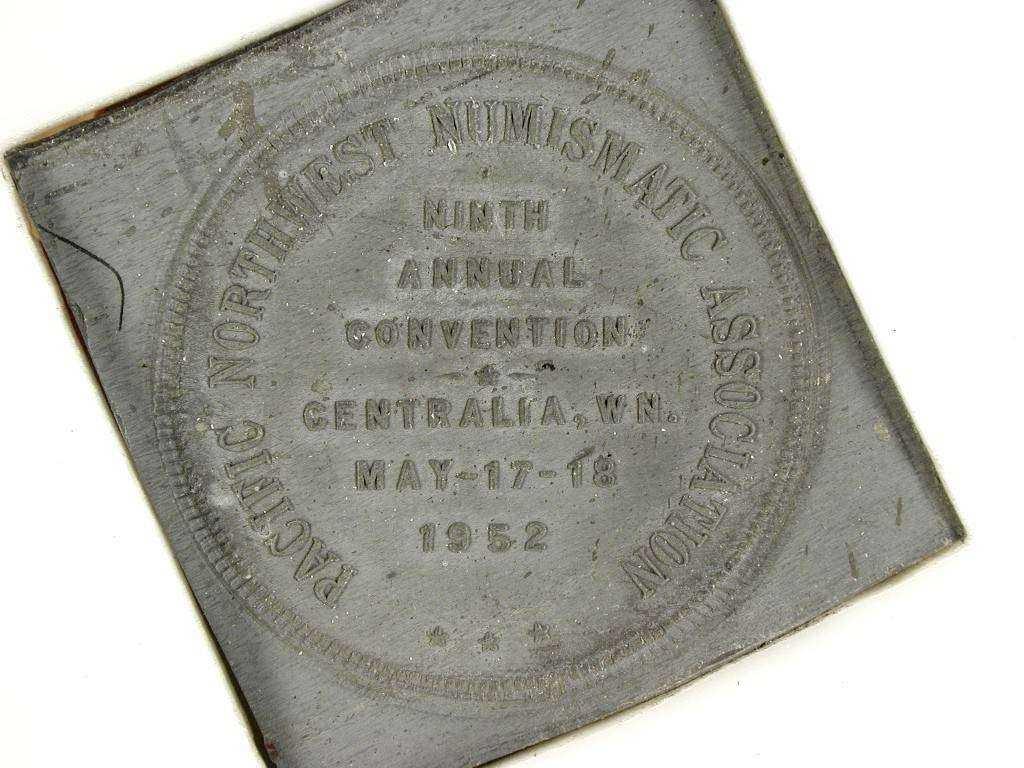 PACIFIC NORTHWEST NUMISMATIC ASSOCIATION
NINTH
ANNUAL
CONVENTION
CENTRALIA, WN.
MAY-17-18
1952